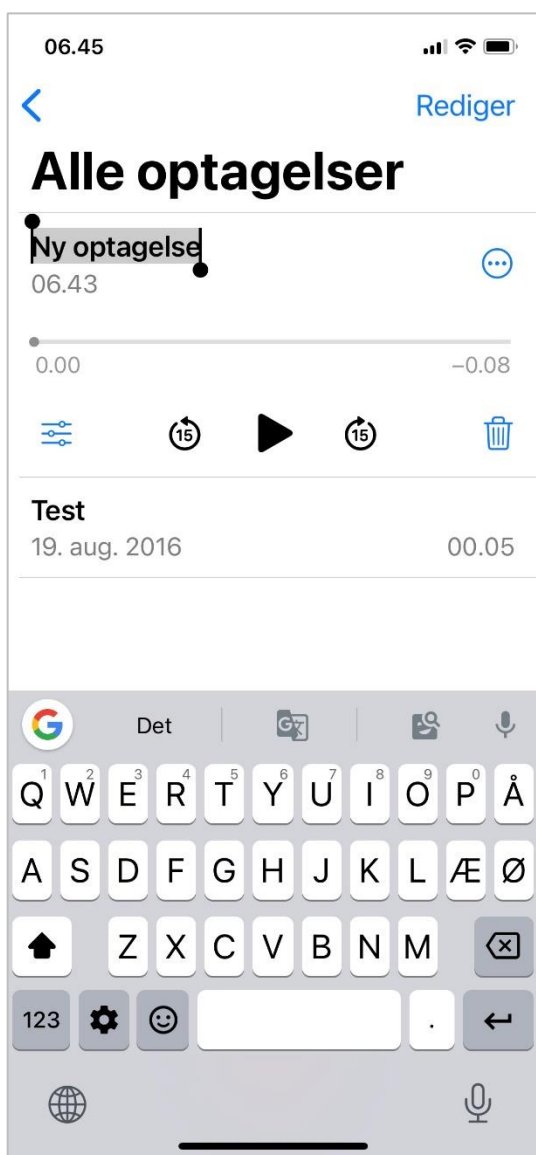 06.45
Rediger
Alle optagelser
Ny optagelse
06.43
0.00 −0.08
15 15
Test
19. aug. 2016 00.05
G Det G
1 2 3 4 5 6 7 8 9 0
Q W E R T Y U I O P Å
A S D F G H J K L Æ Ø
Z X C V B N M
123 .